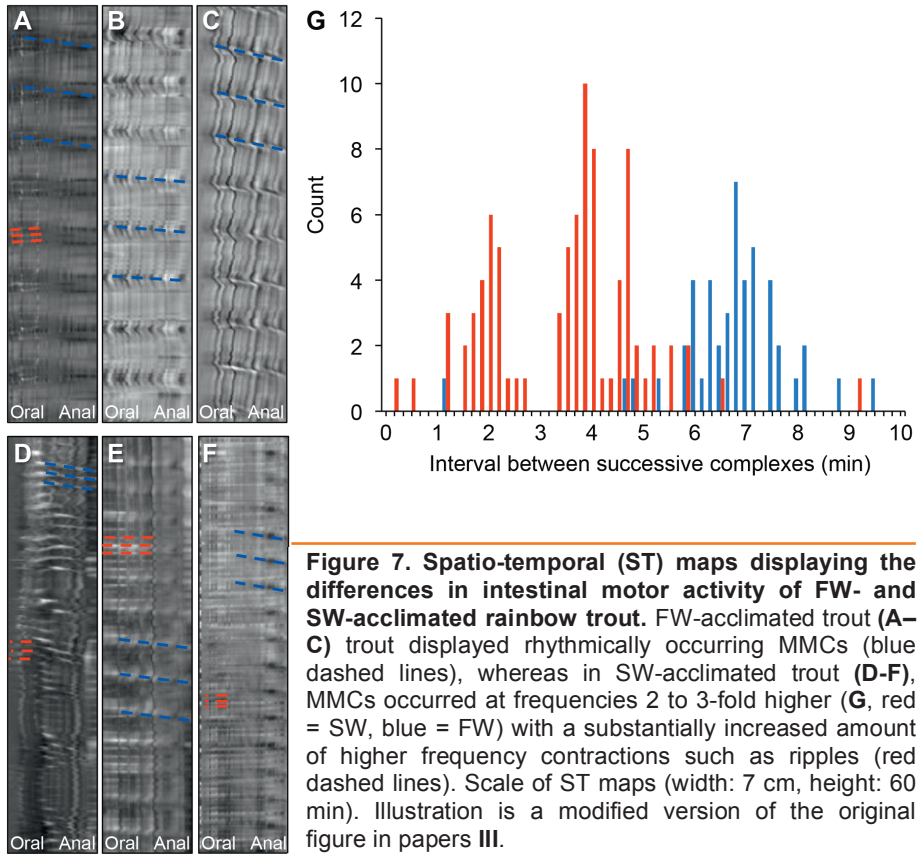 A
B
C
Oral Anal
Oral Anal
Oral Anal
D
E
F
Oral Anal
Oral Anal
Oral Anal
G
12
10
8
6
4
2
0
Count
0 1 2 3 4 5 6 7 8 9 10
Interval between successive complexes (min)
Figure 7. Spatio-temporal (ST) maps displaying the
differences in intestinal motor activity of FW- and
SW-acclimated rainbow trout. FW-acclimated trout (A–
C) trout displayed rhythmically occurring MMCs (blue
dashed lines), whereas in SW-acclimated trout (D-F),
MMCs occurred at frequencies 2 to 3-fold higher (G, red
= SW, blue = FW) with a substantially increased amount
of higher frequency contractions such as ripples (red
dashed lines). Scale of ST maps (width: 7 cm, height: 60
min). Illustration is a modified version of the original
figure in papers III.